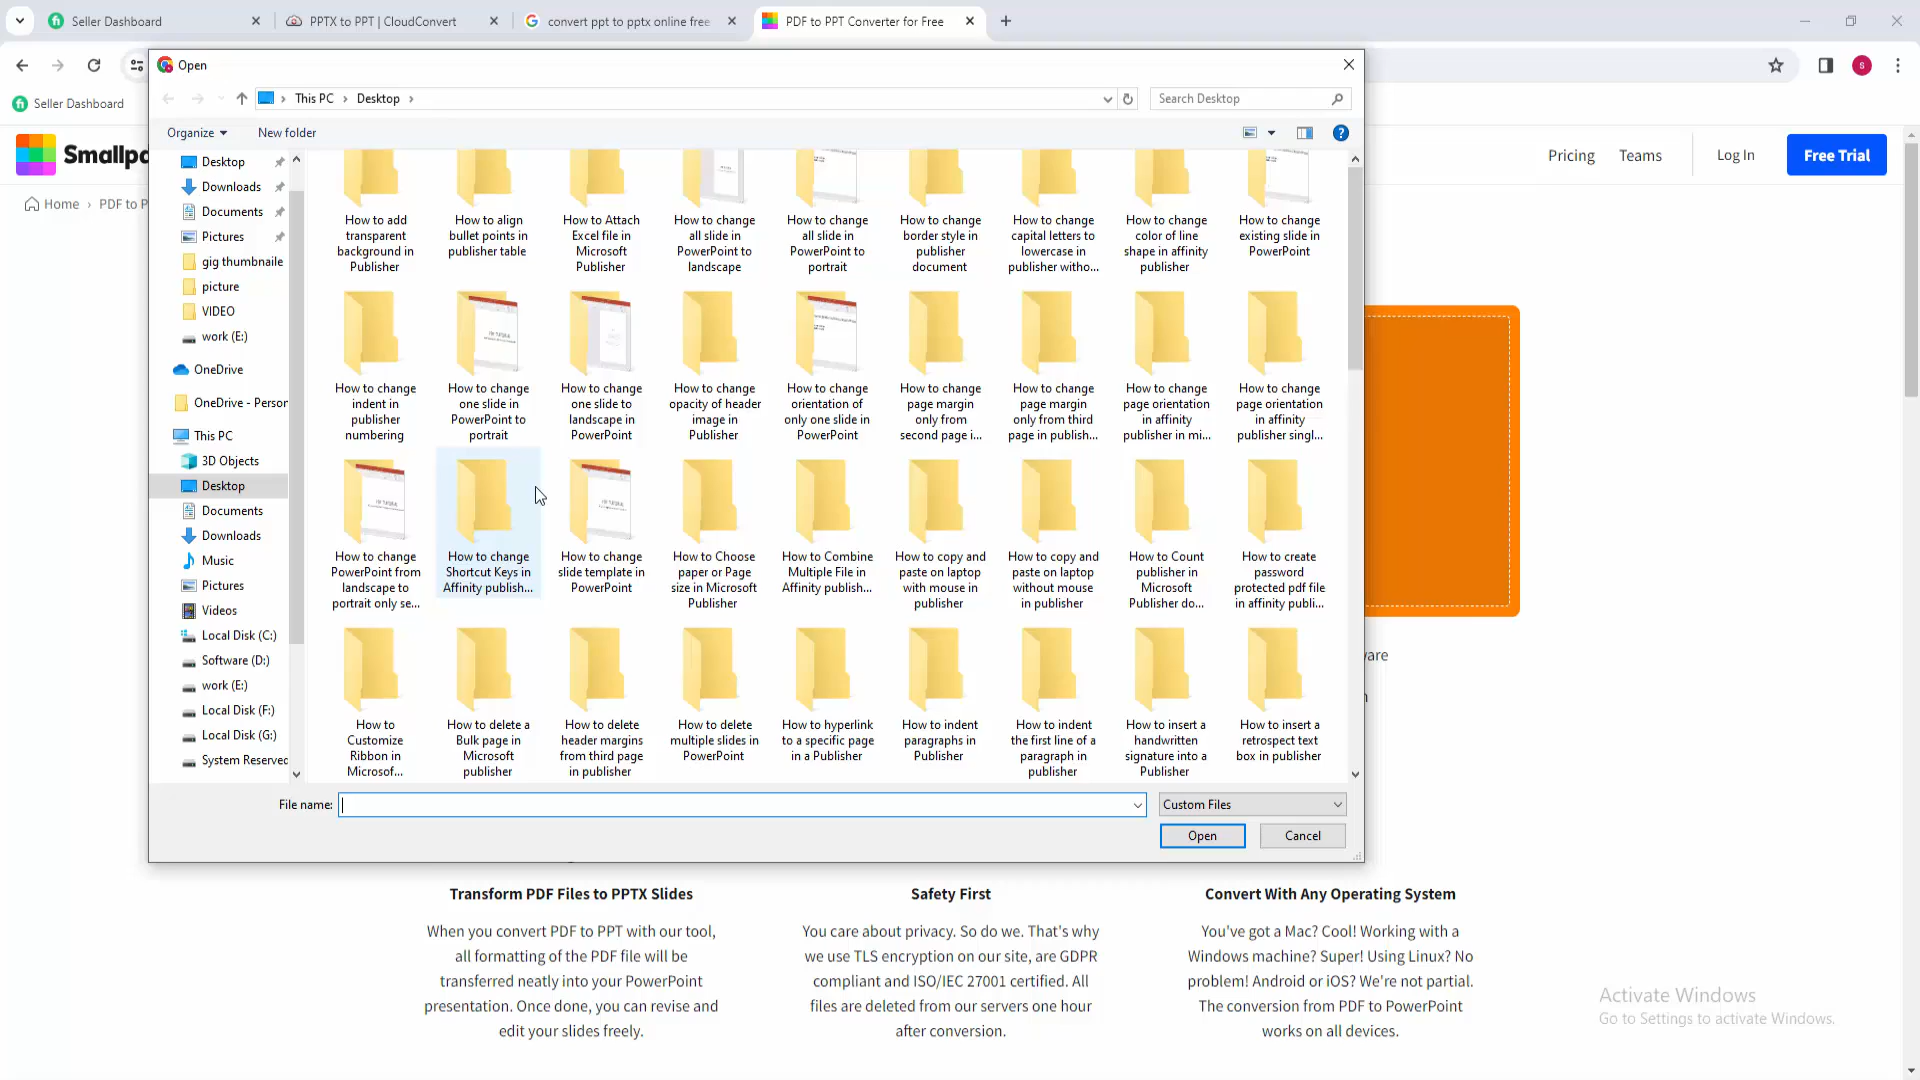 Seller Dashboard
PPTX to PPT | CloudConvert
convert ppt to pptx online free
PDF to PPT Converter for Free
Open
This PC
Desktop
Search Desktop
S
Seller Dashboard
Organize
New folder
Smallp
Pricing
Teams
Log In
Free Trial
Home
PDF to P
Desktop
Downloads
Documents
Pictures
gig thumbnaile
picture
VIDEO
work (E:)
OneDrive
OneDrive - Person
This PC
3D Objects
Desktop
Documents
Downloads
Music
Pictures
Videos
Local Disk (C:)
Software (D:)
work (E:)
Local Disk (F:)
Local Disk (G:)
System Reserved
How to add
transparent
background in
Publisher
How to align
bullet points in
publisher table
How to Attach
Excel file in
Microsoft
Publisher
How to change
all slide in
PowerPoint to
landscape
How to change
all slide in
PowerPoint to
portrait
How to change
border style in
publisher
document
How to change
capital letters to
lowercase in
publisher witho...
How to change
color of line
shape in affinity
publisher
How to change
existing slide in
PowerPoint
How to change
indent in
publisher
numbering
How to change
one slide in
PowerPoint to
portrait
How to change
one slide to
landscape in
PowerPoint
How to change
opacity of header
image in
Publisher
How to change
orientation of
only one slide in
PowerPoint
How to change
page margin
only from
second page i...
How to change
page margin
only from third
page in publish...
How to change
page orientation
in affinity
publisher in mi...
How to change
page orientation
in affinity
publisher singl...
How to change
PowerPoint from
landscape to
portrait only se...
How to change
Shortcut Keys in
Affinity publish...
How to change
slide template in
PowerPoint
How to Choose
paper or Page
size in Microsoft
Publisher
How to Combine
Multiple File in
Affinity publish...
How to copy and
paste on laptop
with mouse in
publisher
How to copy and
paste on laptop
without mouse
in publisher
How to Count
publisher in
Microsoft
Publisher do...
How to create
password
protected pdf file
in affinity publi...
How to
Customize
Ribbon in
Microsof...
How to delete a
Bulk page in
Microsoft
publisher
How to delete
header margins
from third page
in publisher
How to delete
multiple slides in
PowerPoint
How to hyperlink
to a specific page
in a Publisher
How to indent
paragraphs in
Publisher
How to indent
the first line of a
paragraph in
publisher
How to insert a
handwritten
signature into a
Publisher
How to insert a
retrospect text
box in publisher
ware
n
File name:
Custom Files
Open
Cancel
Transform PDF Files to PPTX Slides
When you convert PDF to PPT with our tool,
all formatting of the PDF file will be
transferred neatly into your PowerPoint
presentation. Once done, you can revise and
edit your slides freely.
Safety First
You care about privacy. So do we. That's why
we use TLS encryption on our site, are GDPR
compliant and ISO/IEC 27001 certified. All
files are deleted from our servers one hour
after conversion.
Convert With Any Operating System
You've got a Mac? Cool! Working with a
Windows machine? Super! Using Linux? No
problem! Android or iOS? We're not partial.
The conversion from PDF to PowerPoint
works on all devices.
Activate Windows
Go to Settings to activate Windows.